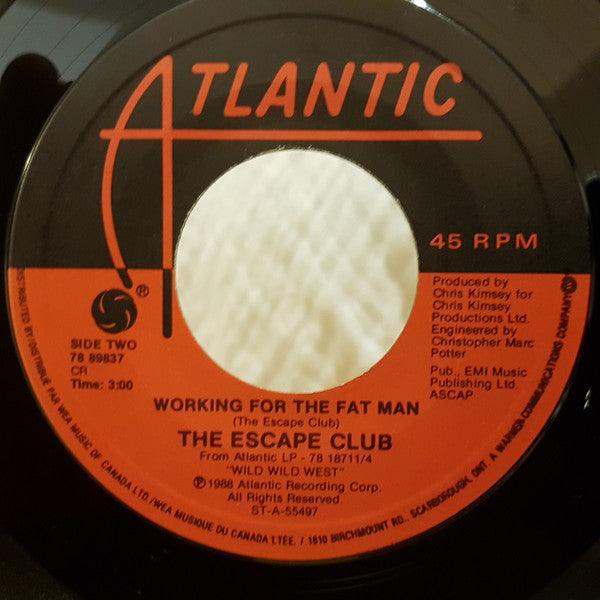 ATLANTIC
45 RPM
®
SIDE TWO
78 89837
CR
Time: 3:00
Produced by
Chris Kimsey for
Chris Kimsey
Productions Ltd.
Engineered by
Christopher Marc
Potter
Pub., EMI Music
Publishing Ltd.
ASCAP
WORKING FOR THE FAT MAN
(The Escape Club)
THE ESCAPE CLUB
From Atlantic LP - 78 18711/4
"WILD WILD WEST"
℗ 1988 Atlantic Recording Corp.
All Rights Reserved.
ST-A-55497
DISTRIBUTED BY/DISTRIBUÉ PAR WEA MUSIC OF CANADA LTD./WEA MUSIQUE DU CANADA LTÉE. / 1810 BIRCHMOUNT RD., SCARBOROUGH, ONT. A WARNER COMMUNICATIONS COMPANY